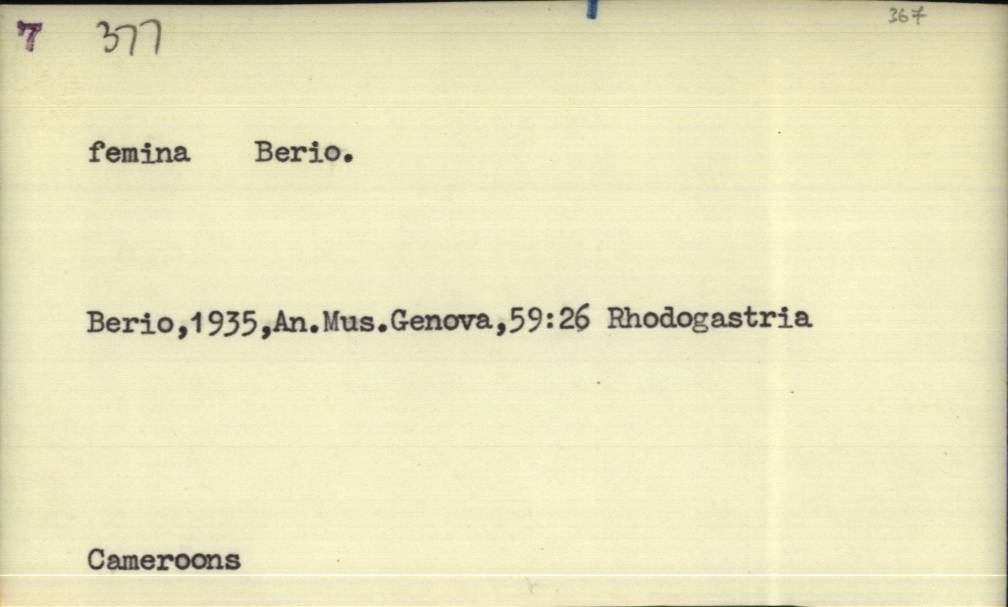 7 377 367
femina Berio.
Berio,1935,An.Mus.Genova,59:26 Rhodogastria
Cameroons